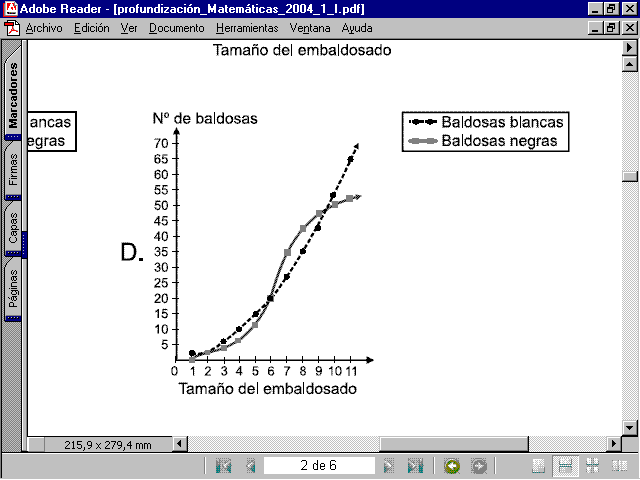 Adobe Reader - [profundización_Matemáticas_2004_1_I.pdf]
Archivo Edición Ver Documento Herramientas Ventana Ayuda
Tamaño del embaldosado
Marcadores
Firmas
Capas
Páginas
ancas
egras
Nº de baldosas
Baldosas blancas
Baldosas negras
D.
70
65
60
55
50
45
40
35
30
25
20
15
10
5
0 1 2 3 4 5 6 7 8 9 10 11
Tamaño del embaldosado
215,9 x 279,4 mm
2 de 6